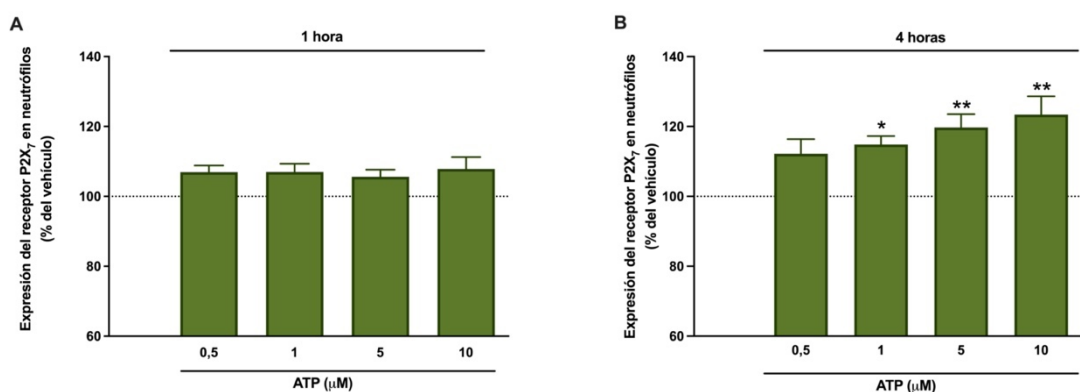 A
1 hora
Expresión del receptor P2X7 en neutrófilos
(% del vehículo)
140
120
100
80
60
0,5 1 5 10
ATP (μM)
B
4 horas
Expresión del receptor P2X7 en neutrófilos
(% del vehículo)
140
120
100
80
60
*
**
**
0,5 1 5 10
ATP (μM)